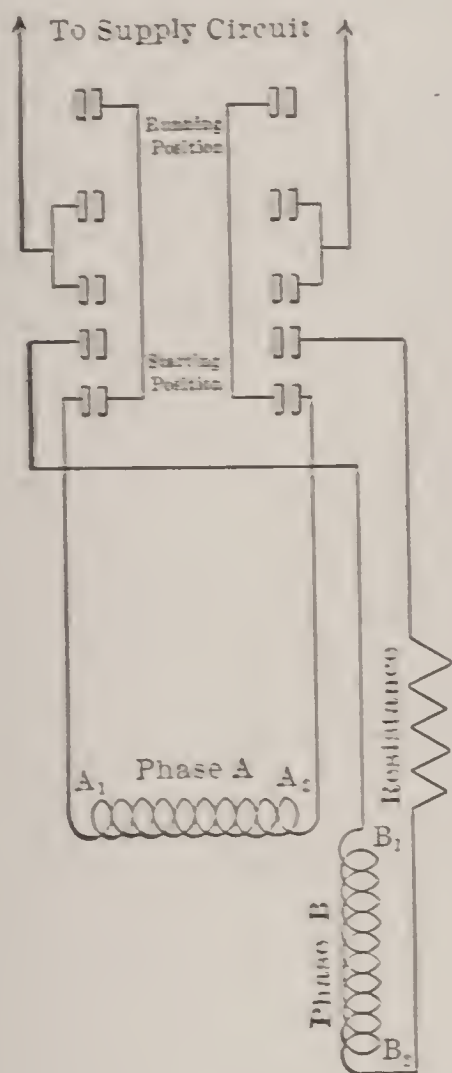 To Supply Circuit
Running
Position
Starting
Position
Resistance
Phase A
A₁
A₂
B₁
Phase B
B₂